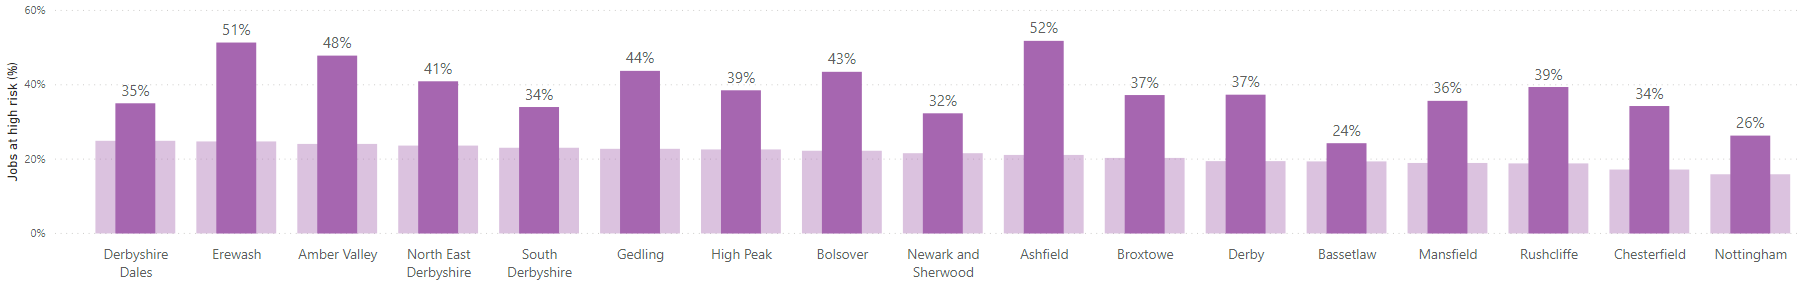 60%
40%
20%
0%
Jobs at high risk (%)
35%
51%
48%
41%
34%
44%
39%
43%
32%
52%
37%
37%
24%
36%
39%
34%
26%
Derbyshire
Dales
Erewash
Amber Valley
North East
Derbyshire
South
Derbyshire
Gedling
High Peak
Bolsover
Newark and
Sherwood
Ashfield
Broxtowe
Derby
Bassetlaw
Mansfield
Rushcliffe
Chesterfield
Nottingham